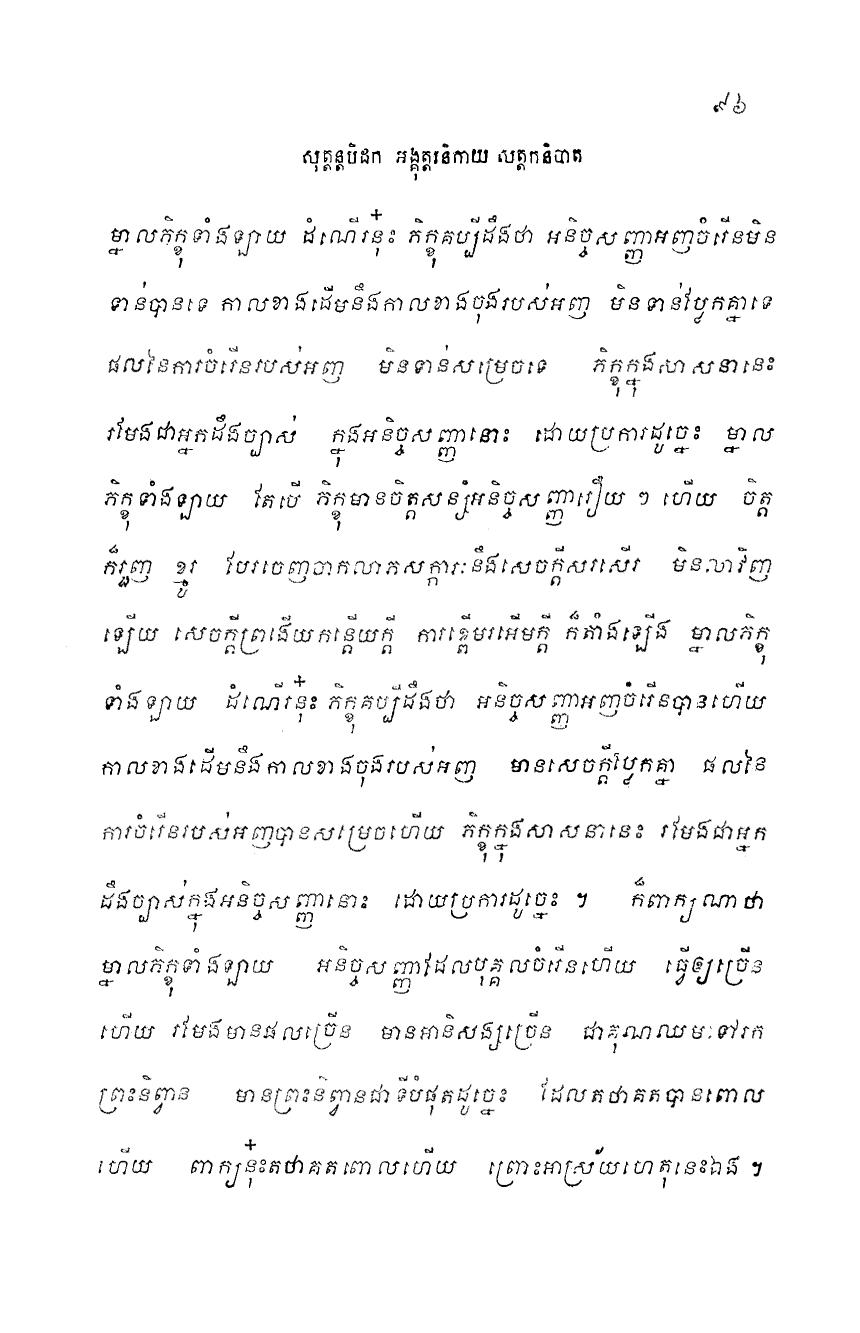 ៩៦
សុត្តន្តបិដក អង្គុត្តរនិកាយ សត្តកនិបាត
ម្នាលភិក្ខុទាំងឡាយ ដំណើរនុ៎ះ ភិក្ខុគប្បីដឹងថា អនិច្ចសញ្ញាអញចំរើនមិន
ទាន់បានទេ កាលខាងដើមនឹងកាលខាងចុងរបស់អញ មិនទាន់ប្លែកគ្នាទេ
ផលនៃការចំរើនរបស់អញ មិនទាន់សម្រេចទេ ភិក្ខុក្នុងសាសនានេះ
រមែងជាអ្នកដឹងច្បាស់ ក្នុងអនិច្ចសញ្ញានោះ ដោយប្រការដូច្នេះ ម្នាល
ភិក្ខុទាំងឡាយ តែបើ ភិក្ខុមានចិត្តសន្សំអនិច្ចសញ្ញារឿយ ៗ ហើយ ចិត្ត
ក៏រួញ ខ្មូរ បែរចេញចាកលាភសក្ការៈនឹងសេចក្តីសរសើរ មិនលាវិញ
ឡើយ សេចក្តីព្រងើយកន្តើយក្តី ការខ្ពើមរអើមក្តី ក៏តាំងឡើង ម្នាលភិក្ខុ
ទាំងឡាយ ដំណើរនុ៎ះ ភិក្ខុគប្បីដឹងថា អនិច្ចសញ្ញាអញចំរើនបានហើយ
កាលខាងដើមនឹងកាលខាងចុងរបស់អញ មានសេចក្តីប្លែកគ្នា ផលនៃ
ការចំរើនរបស់អញបានសម្រេចហើយ ភិក្ខុក្នុងសាសនានេះ រមែងជាអ្នក
ដឹងច្បាស់ក្នុងអនិច្ចសញ្ញានោះ ដោយប្រការដូច្នេះ ។ ក៏ពាក្យណាថា
ម្នាលភិក្ខុទាំងឡាយ អនិច្ចសញ្ញាដែលបុគ្គលចំរើនហើយ ធ្វើឲ្យច្រើន
ហើយ រមែងមានផលច្រើន មានអានិសង្សច្រើន ជាគុណឈមៈទៅរក
ព្រះនិព្វាន មានព្រះនិព្វានជាទីបំផុតដូច្នេះ ដែលតថាគតបានពោល
ហើយ ពាក្យនុ៎ះតថាគតពោលហើយ ព្រោះអាស្រ័យហេតុនេះឯង ។